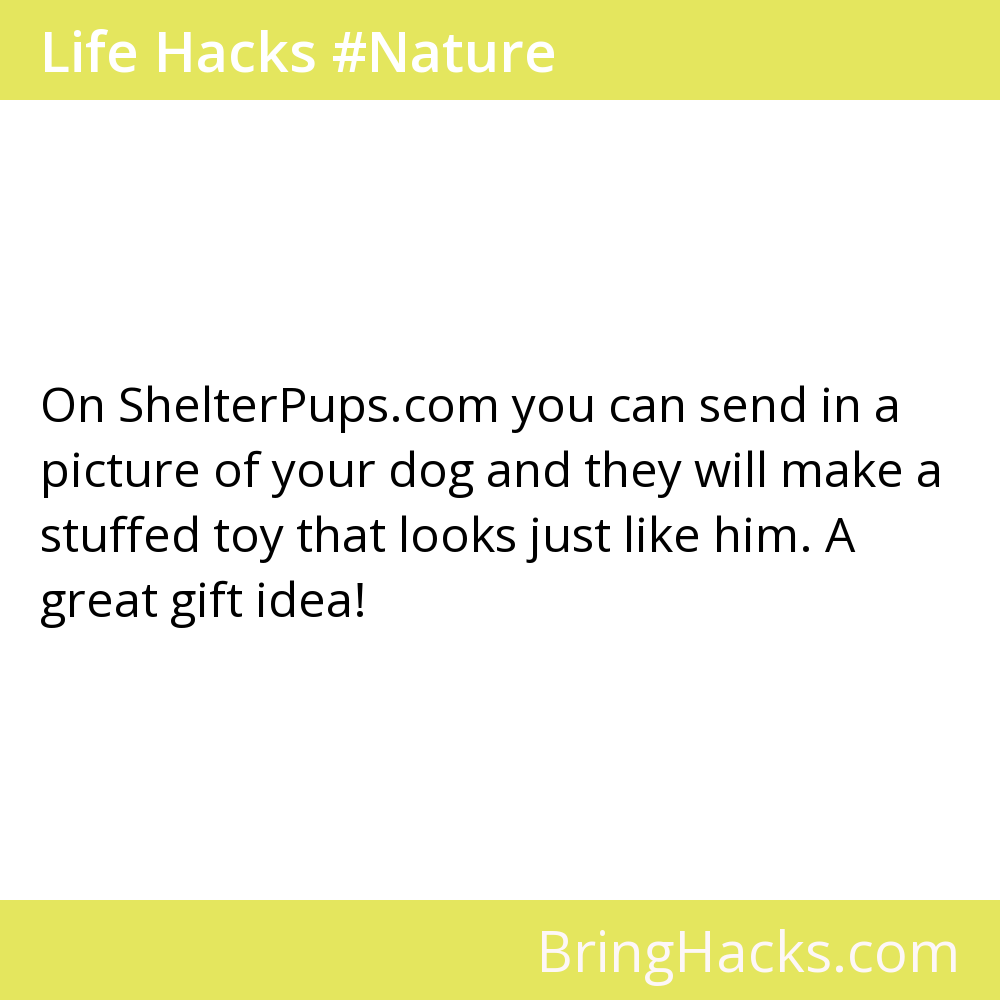 Life Hacks #Nature
On ShelterPups.com you can send in a
picture of your dog and they will make a
stuffed toy that looks just like him. A
great gift idea!
BringHacks.com